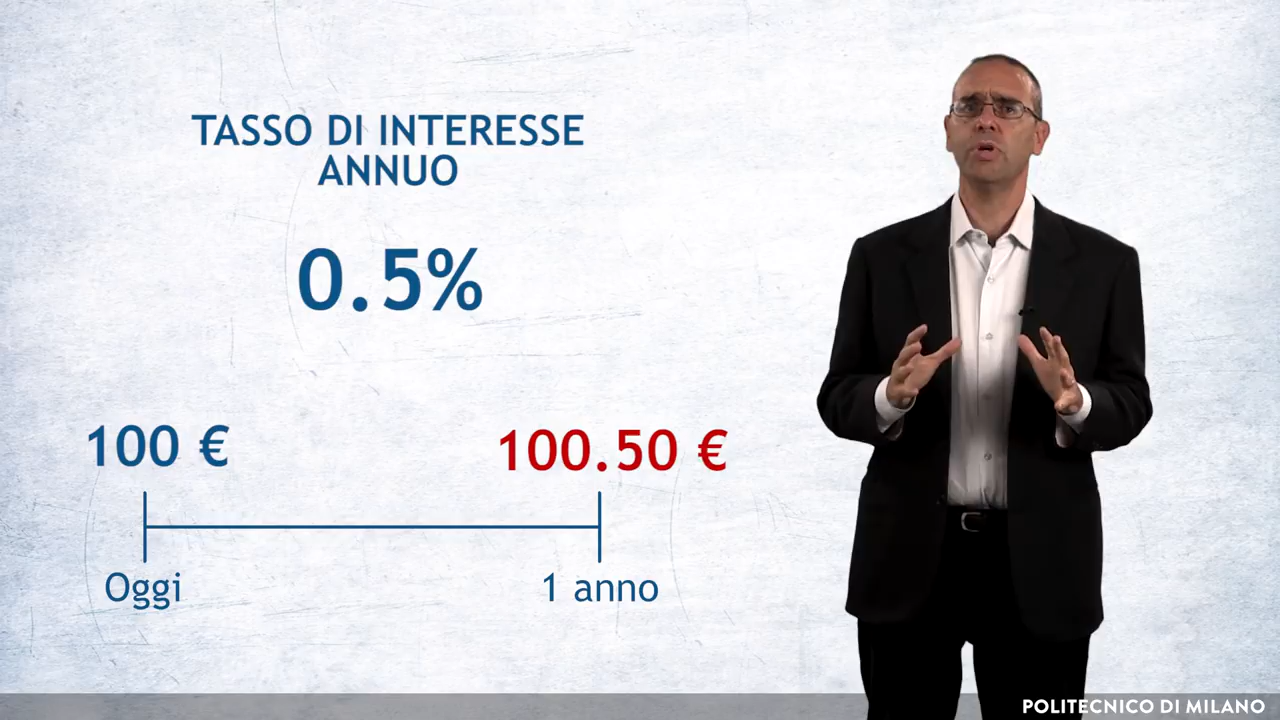 TASSO DI INTERESSE
ANNUO
0.5%
100 €
100.50 €
Oggi
1 anno
POLITECNICO DI MILANO